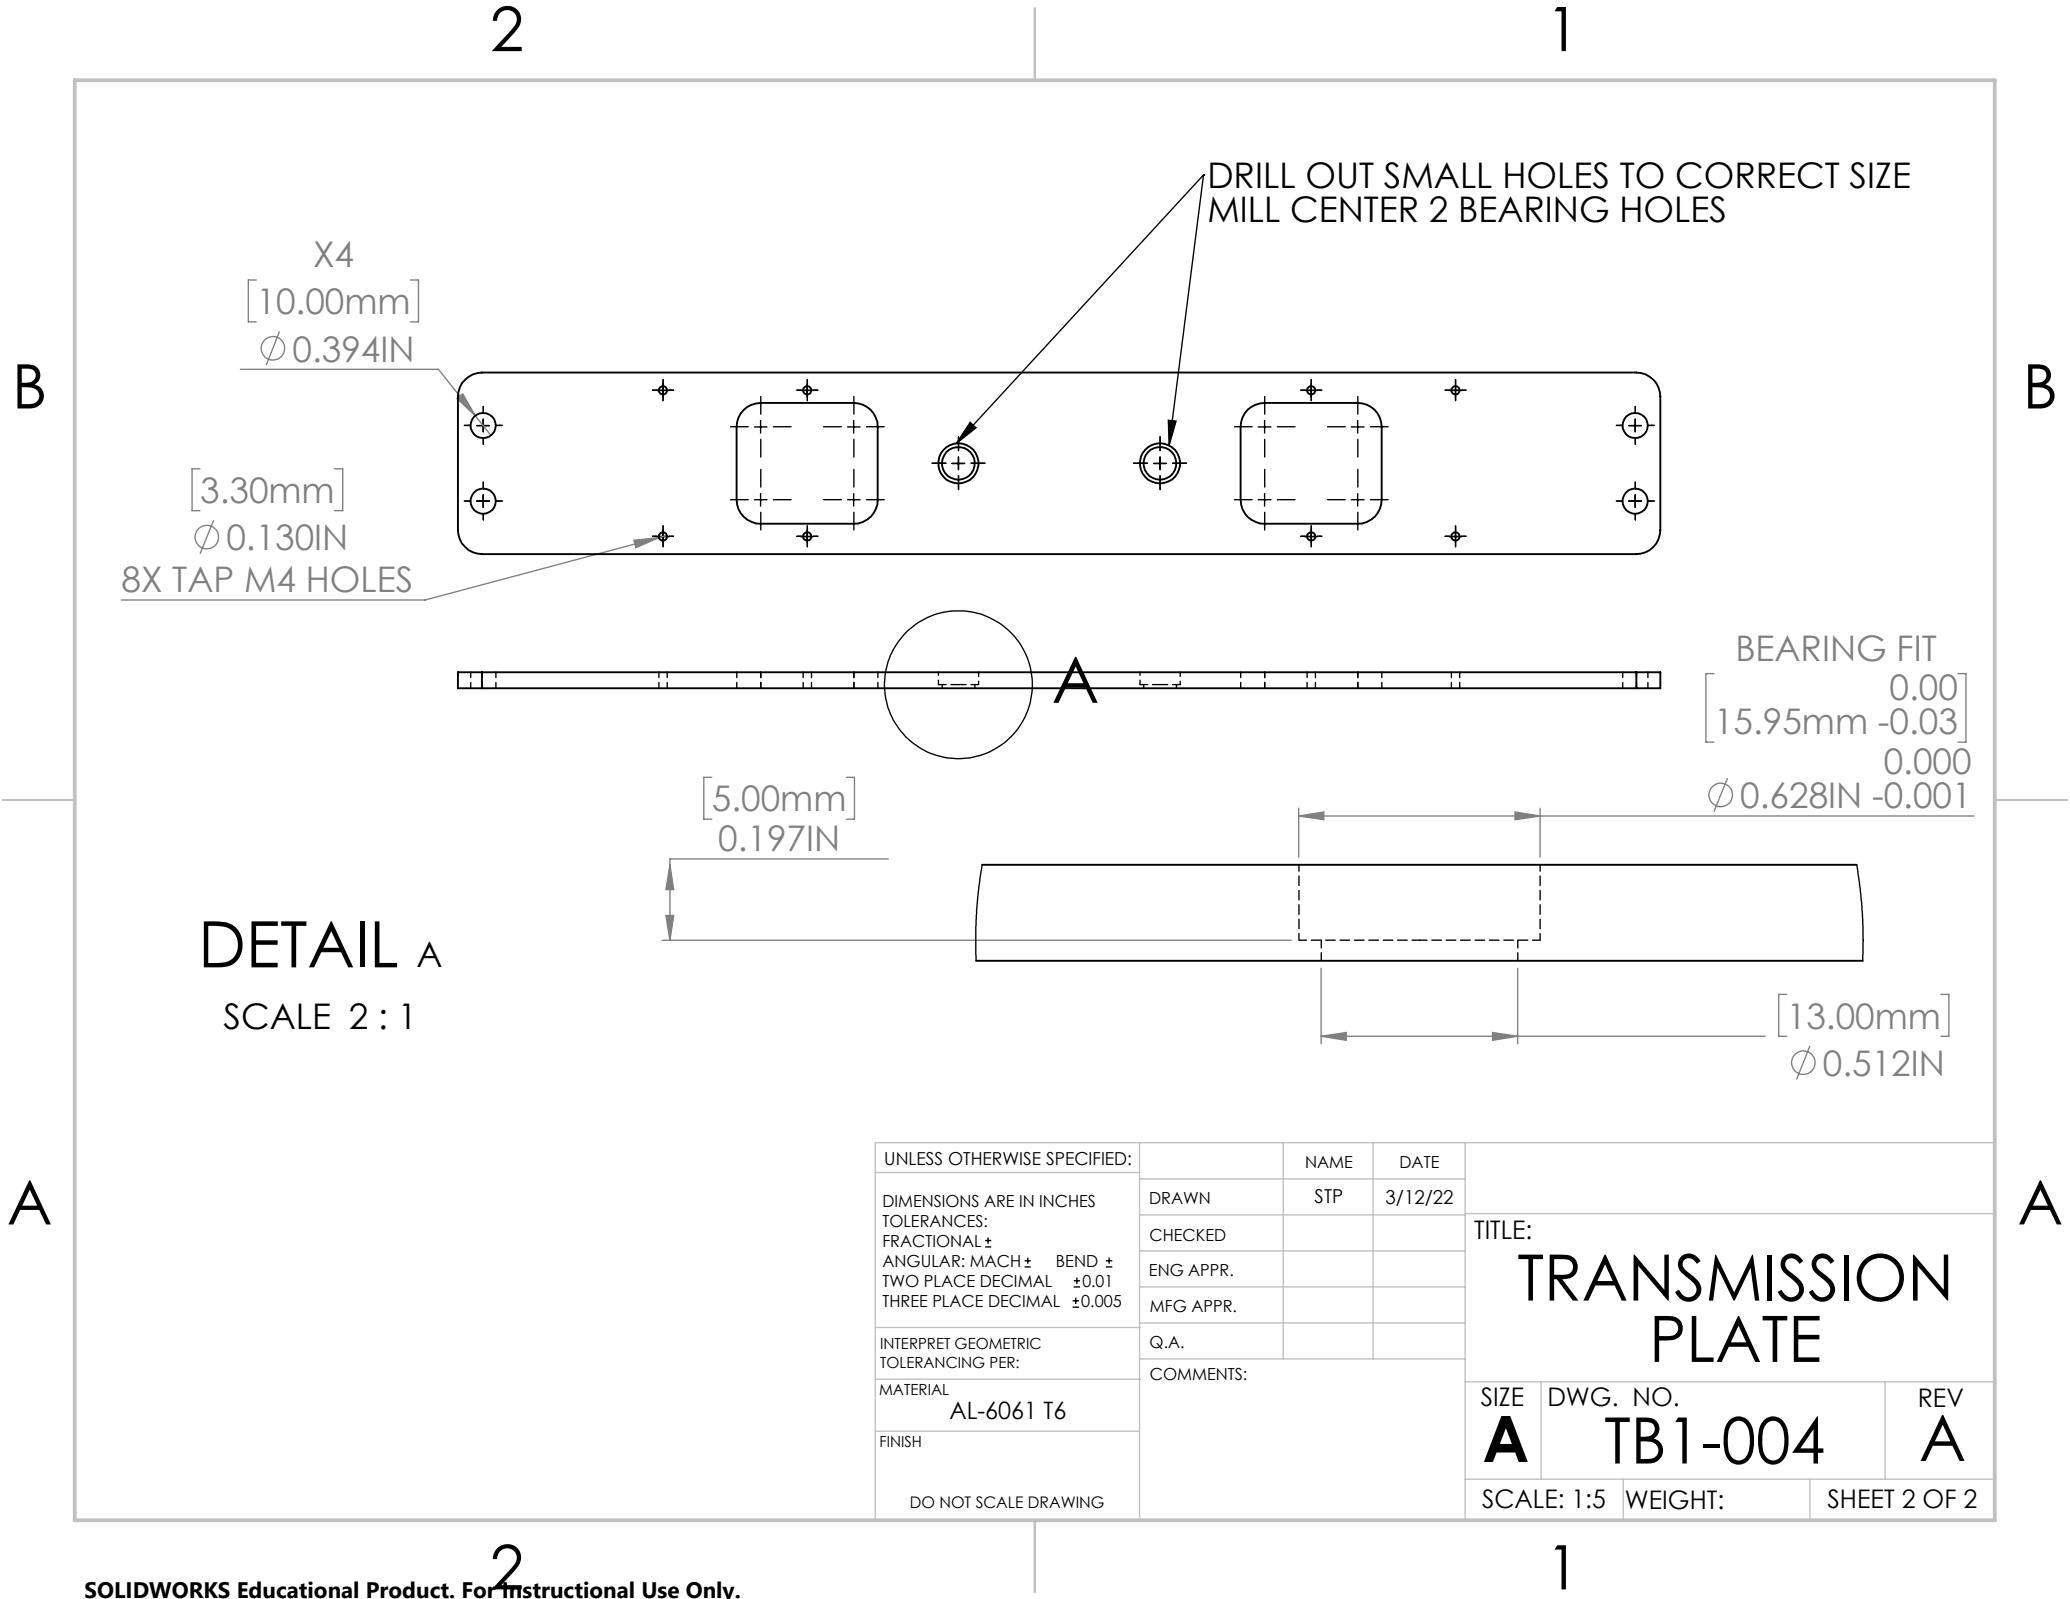 2
1
DRILL OUT SMALL HOLES TO CORRECT SIZE
MILL CENTER 2 BEARING HOLES
X4
[10.00mm]
∅0.394IN
B
B
[3.30mm]
∅0.130IN
8X TAP M4 HOLES
A
BEARING FIT
0.00
[15.95mm -0.03]
0.000
∅0.628IN -0.001
[5.00mm]
0.197IN
DETAIL A
SCALE 2 : 1
[13.00mm]
∅0.512IN
A
A
UNLESS OTHERWISE SPECIFIED:
DIMENSIONS ARE IN INCHES
TOLERANCES:
FRACTIONAL ±
ANGULAR: MACH ± BEND ±
TWO PLACE DECIMAL ±0.01
THREE PLACE DECIMAL ±0.005
INTERPRET GEOMETRIC
TOLERANCING PER:
MATERIAL
AL-6061 T6
FINISH
DO NOT SCALE DRAWING
NAME DATE
DRAWN STP 3/12/22
CHECKED
ENG APPR.
MFG APPR.
Q.A.
COMMENTS:
TITLE:
TRANSMISSION
PLATE
SIZE DWG. NO. REV
A TB1-004 A
SCALE: 1:5 WEIGHT: SHEET 2 OF 2
2
1
SOLIDWORKS Educational Product. For Instructional Use Only.